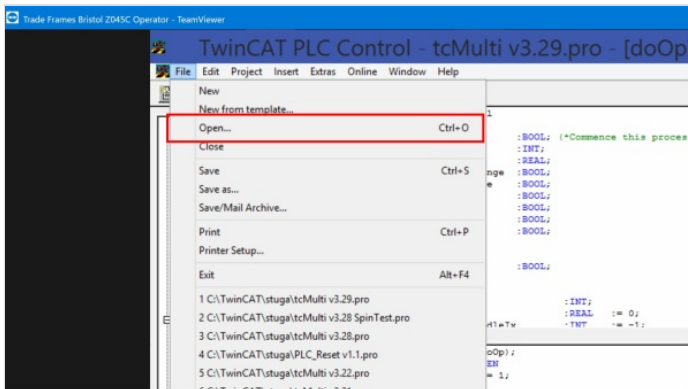 Trade Frames Bristol Z045C Operator - TeamViewer
TwinCAT PLC Control - tcMulti v3.29.pro - [doOp
File Edit Project Insert Extras Online Window Help
New
New from template...
Open... Ctrl+O
Close
Save Ctrl+S
Save as...
Save/Mail Archive...
Print Ctrl+P
Printer Setup...
Exit Alt+F4
1 C:\TwinCAT\stuga\tcMulti v3.29.pro
2 C:\TwinCAT\stuga\tcMulti v3.28 SpinTest.pro
3 C:\TwinCAT\stuga\tcMulti v3.28.pro
4 C:\TwinCAT\stuga\PLC_Reset v1.1.pro
5 C:\TwinCAT\stuga\tcMulti v3.22.pro
1
:BOOL; (*Commence this proces
:INT;
:REAL;
nge :BOOL;
e :BOOL;
:BOOL;
:BOOL;
:BOOL;
:BOOL;
:BOOL;
:INT;
:REAL := 0;
:INT := -1;
oOp);
EN
= 1;